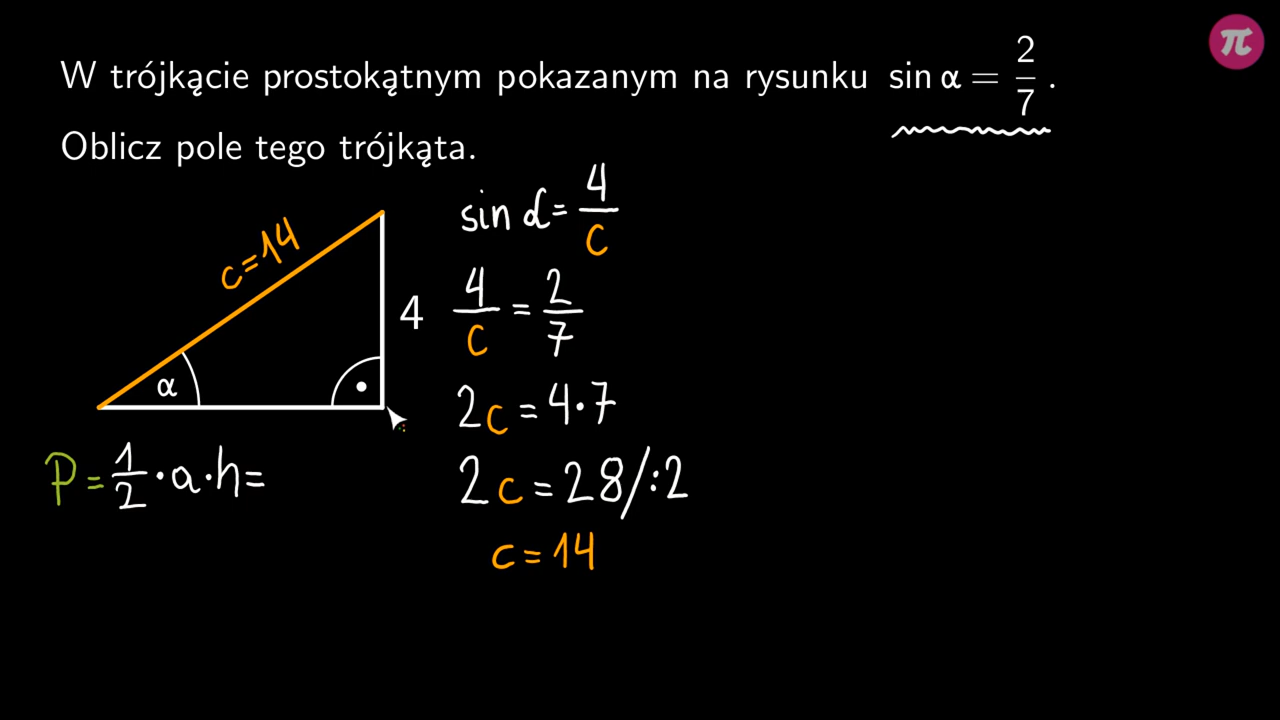 W trójkącie prostokątnym pokazanym na rysunku sin α = 2/7.
Oblicz pole tego trójkąta.
c=14
4
α
P = 1/2 · a · h =
sin α = 4/c
4/c = 2/7
2c = 4·7
2c = 28 /:2
c = 14
π